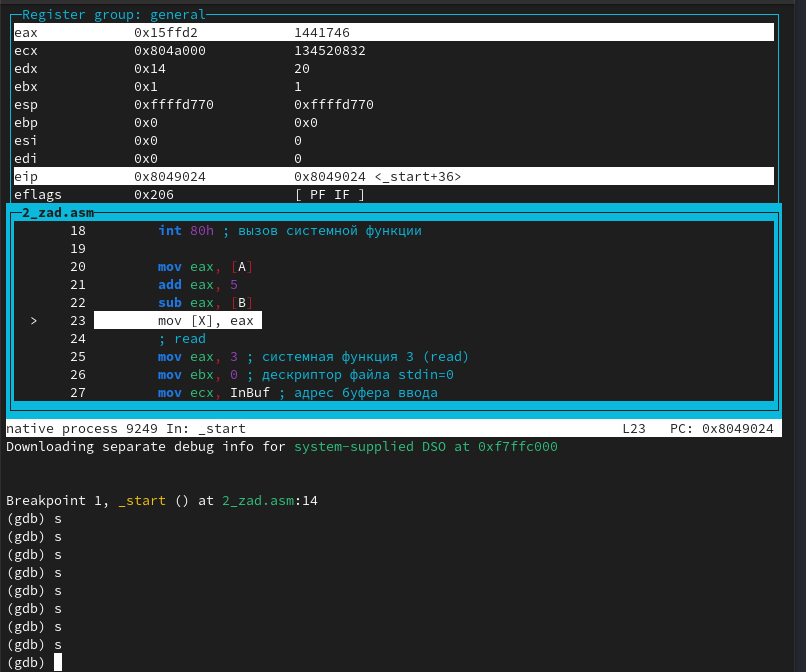 Register group: general
eax 0x15ffd2 1441746
ecx 0x804a000 134520832
edx 0x14 20
ebx 0x1 1
esp 0xffffd770 0xffffd770
ebp 0x0 0x0
esi 0x0 0
edi 0x0 0
eip 0x8049024 0x8049024 <_start+36>
eflags 0x206 [ PF IF ]
2_zad.asm
18 int 80h ; вызов системной функции
19
20 mov eax, [A]
21 add eax, 5
22 sub eax, [B]
> 23 mov [X], eax
24 ; read
25 mov eax, 3 ; системная функция 3 (read)
26 mov ebx, 0 ; дескриптор файла stdin=0
27 mov ecx, InBuf ; адрес буфера ввода
native process 9249 In: _start L23 PC: 0x8049024
Downloading separate debug info for system-supplied DSO at 0xf7ffc000
Breakpoint 1, _start () at 2_zad.asm:14
(gdb) s
(gdb) s
(gdb) s
(gdb) s
(gdb) s
(gdb) s
(gdb) s
(gdb) s
(gdb)